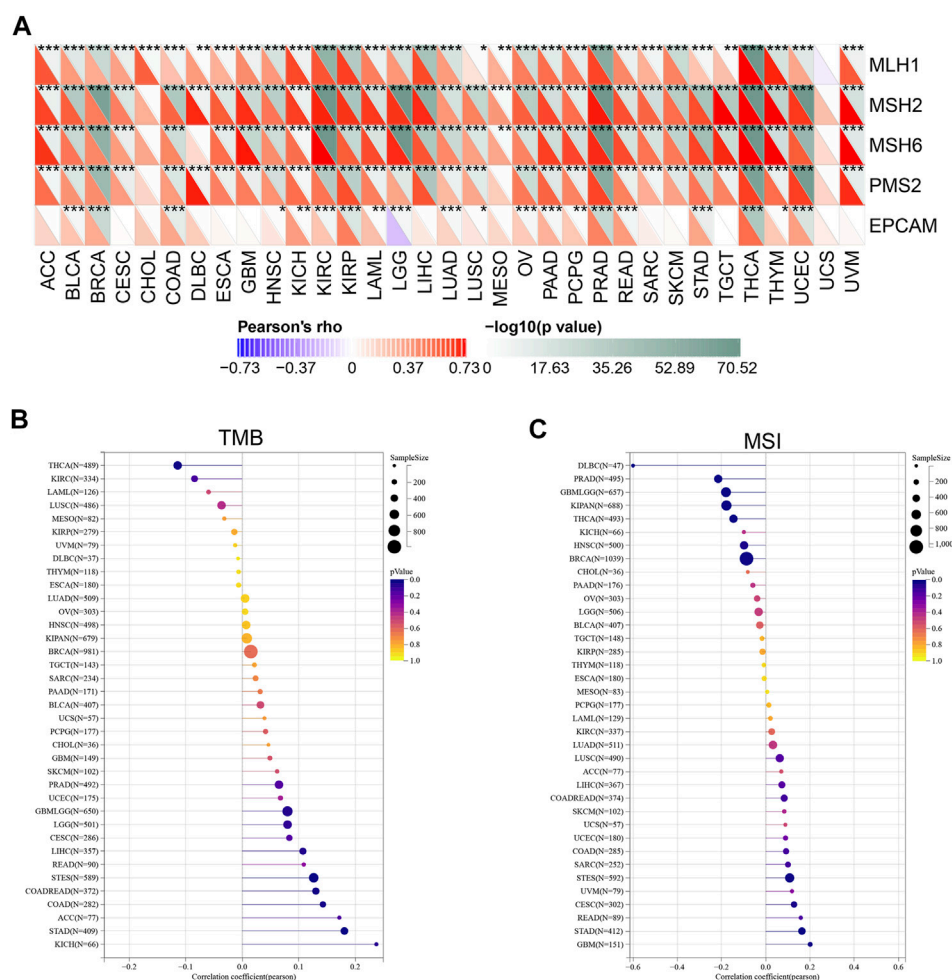 A
MLH1
MSH2
MSH6
PMS2
EPCAM
ACC BLCA BRCA CESC CHOL COAD DLBC ESCA GBM HNSC KICH KIRC KIRP LAML LGG LIHC LUAD LUSC MESO OV PAAD PCPG PRAD READ SARC SKCM STAD TGCT THCA THYM UCEC UCS UVM
Pearson's rho
−0.73 −0.37 0 0.37 0.73
−log10(p value)
0 17.63 35.26 52.89 70.52
B
TMB
THCA(N=489)
KIRC(N=334)
LAML(N=126)
LUSC(N=486)
MESO(N=82)
KIRP(N=279)
UVM(N=79)
DLBC(N=37)
THYM(N=118)
ESCA(N=180)
LUAD(N=509)
OV(N=303)
HNSC(N=498)
KIPAN(N=679)
BRCA(N=981)
TGCT(N=143)
SARC(N=234)
PAAD(N=171)
BLCA(N=407)
UCS(N=57)
PCPG(N=177)
CHOL(N=36)
GBM(N=149)
SKCM(N=102)
PRAD(N=492)
UCEC(N=175)
GBMLGG(N=650)
LGG(N=501)
CESC(N=286)
LIHC(N=357)
READ(N=90)
STES(N=589)
COADREAD(N=372)
COAD(N=282)
ACC(N=77)
STAD(N=409)
KICH(N=66)
−0.2 −0.1 0.0 0.1 0.2
Correlation coefficient(pearson)
SampleSize
200
400
600
800
pValue
0.0
0.2
0.4
0.6
0.8
1.0
C
MSI
DLBC(N=47)
PRAD(N=495)
GBMLGG(N=657)
KIPAN(N=688)
THCA(N=493)
KICH(N=66)
HNSC(N=500)
BRCA(N=1039)
CHOL(N=36)
PAAD(N=176)
OV(N=303)
LGG(N=506)
BLCA(N=407)
TGCT(N=148)
KIRP(N=285)
THYM(N=118)
ESCA(N=180)
MESO(N=83)
PCPG(N=177)
LAML(N=129)
KIRC(N=337)
LUAD(N=511)
LUSC(N=490)
ACC(N=77)
LIHC(N=367)
COADREAD(N=374)
SKCM(N=102)
UCS(N=57)
UCEC(N=180)
COAD(N=285)
SARC(N=252)
STES(N=592)
UVM(N=79)
CESC(N=302)
READ(N=89)
STAD(N=412)
GBM(N=151)
−0.6 −0.4 −0.2 0.0 0.2 0.4 0.6
Correlation coefficient(pearson)
SampleSize
200
400
600
800
1,000
pValue
0.0
0.2
0.4
0.6
0.8
1.0